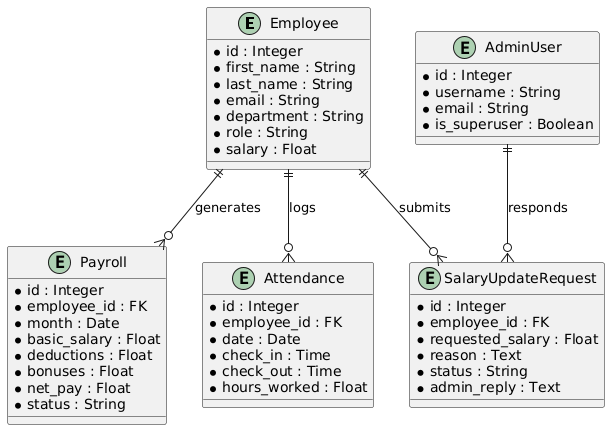 E Employee
id : Integer
first_name : String
last_name : String
email : String
department : String
role : String
salary : Float
E AdminUser
id : Integer
username : String
email : String
is_superuser : Boolean
generates
logs
submits
responds
E Payroll
id : Integer
employee_id : FK
month : Date
basic_salary : Float
deductions : Float
bonuses : Float
net_pay : Float
status : String
E Attendance
id : Integer
employee_id : FK
date : Date
check_in : Time
check_out : Time
hours_worked : Float
E SalaryUpdateRequest
id : Integer
employee_id : FK
requested_salary : Float
reason : Text
status : String
admin_reply : Text